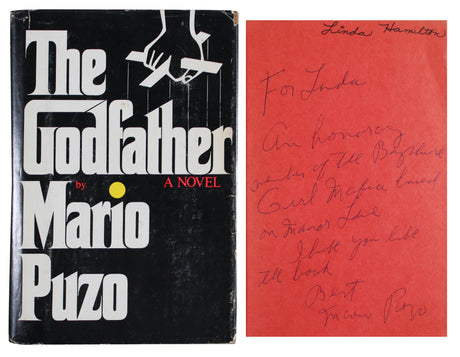 The
Godfather
by
A NOVEL
Mario
Puzo
Linda Hamilton
For Linda
An honorary
member of the Bayshore
Girl Mafia based
on Manor Lane
I hope you like
the book
Best
Mario Puzo